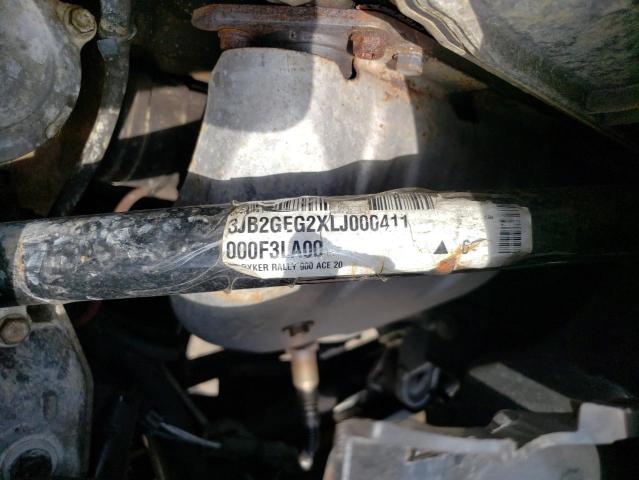 3JB2GEG2XLJ000411
000F3LA00
RYKER RALLY 900 ACE 20